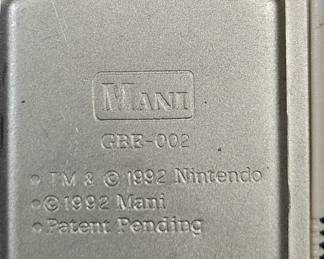 MANI
GBE-002
• TM & © 1992 Nintendo
• © 1992 Mani
• Patent Pending